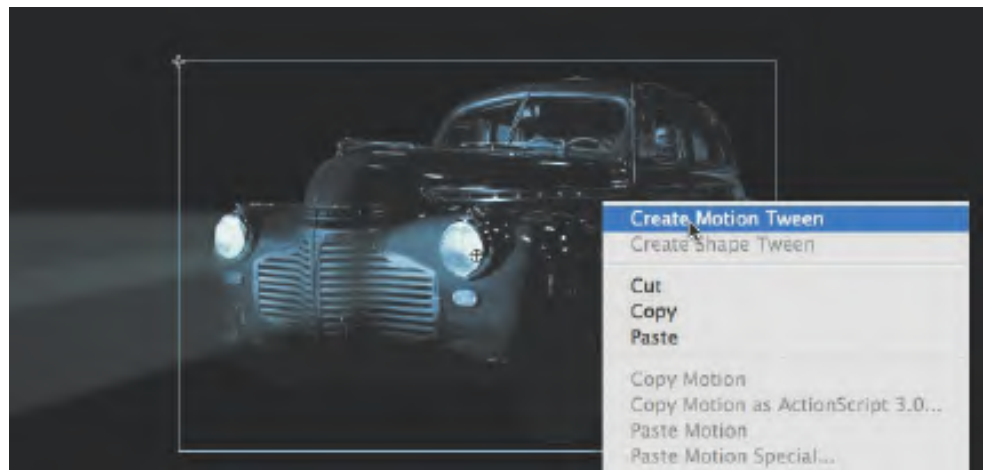 Create Motion Tween
Create Shape Tween
Cut
Copy
Paste
Copy Motion
Copy Motion as ActionScript 3.0...
Paste Motion
Paste Motion Special...